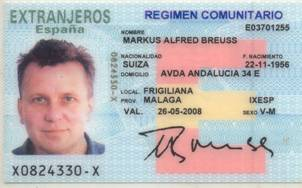 EXTRANJEROS
España
REGIMEN COMUNITARIO
E03701255
NOMBRE
MARKUS ALFRED BREUSS
NACIONALIDAD F. NACIMIENTO
SUIZA 22-11-1956
DOMICILIO AVDA ANDALUCIA 34 E
FRIGILIANA
PROV. MALAGA IXESP
VAL. 26-05-2008 SEXO V-M
0824330-X
X0824330-X